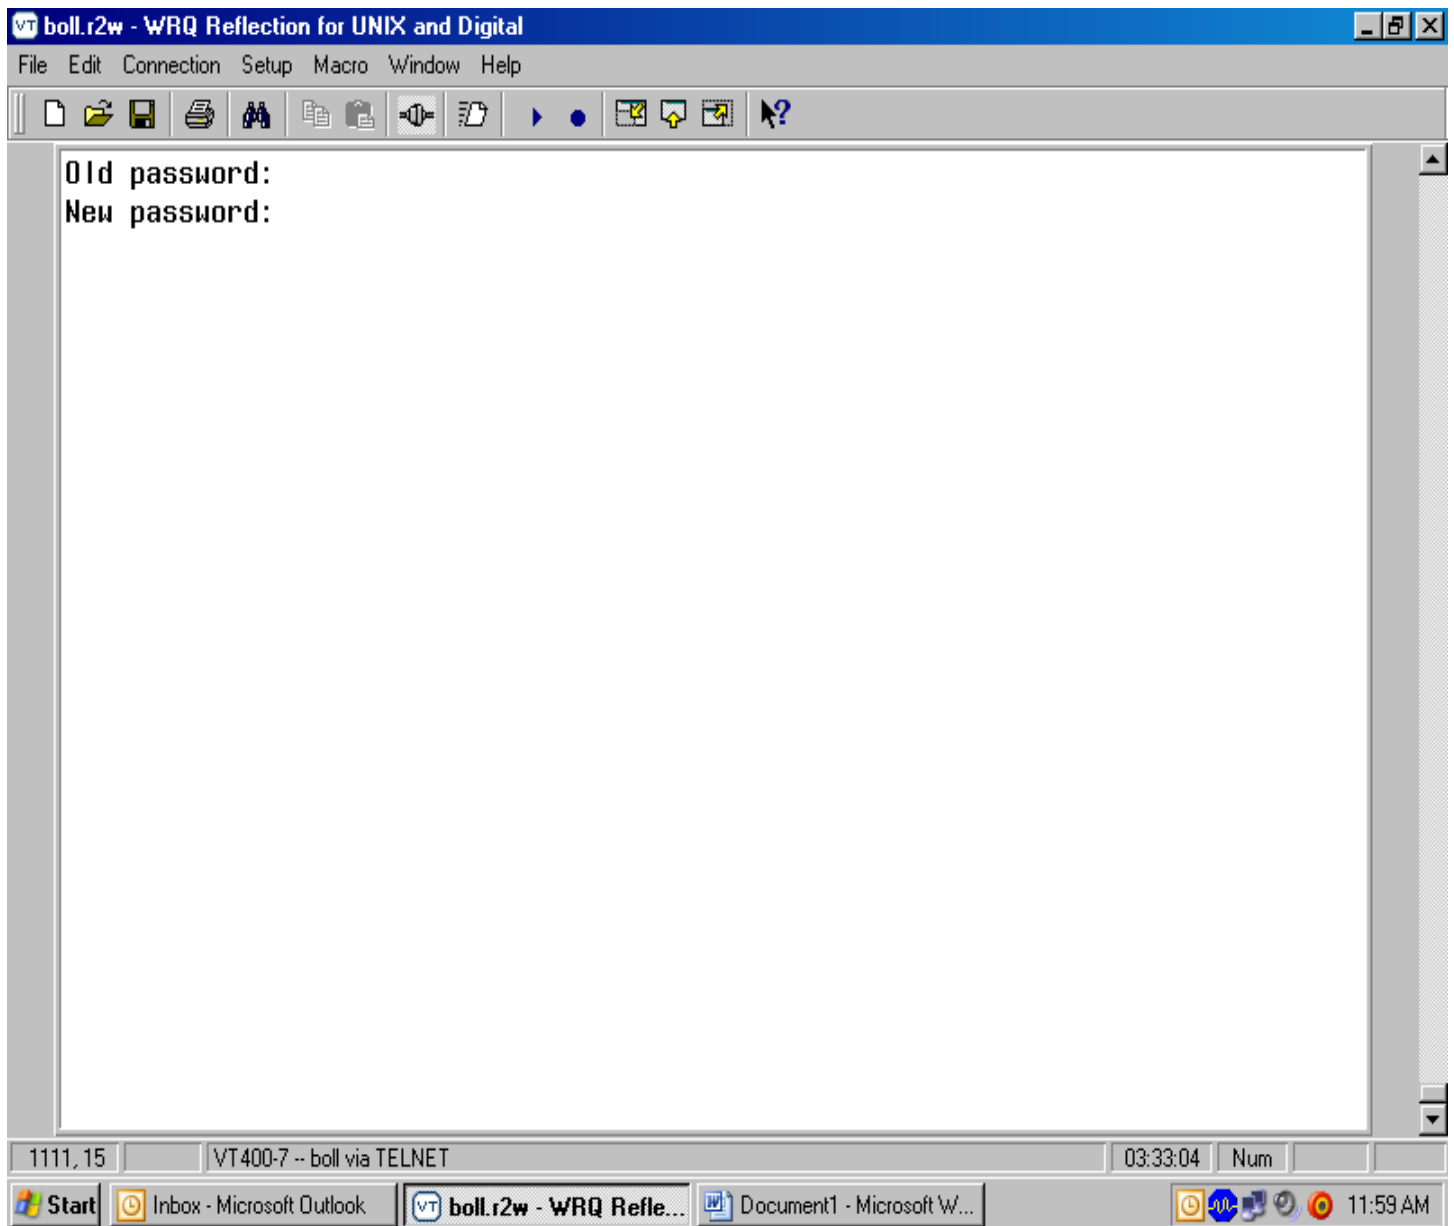 VT boll.r2w - WRQ Reflection for UNIX and Digital
File Edit Connection Setup Macro Window Help
Old password:
New password:
1111, 15 VT400-7 -- boll via TELNET 03:33:04 Num
Start Inbox - Microsoft Outlook VT boll.r2w - WRQ Refle... Document1 - Microsoft W... 11:59 AM